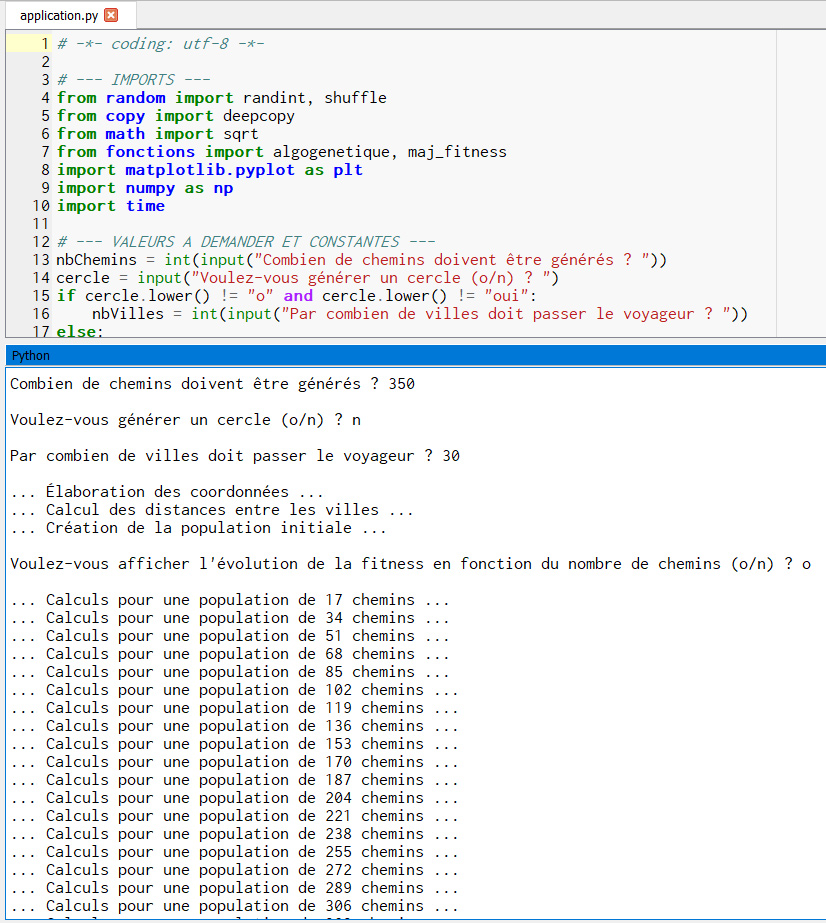 application.py
1 # -*- coding: utf-8 -*-
2
3 # --- IMPORTS ---
4 from random import randint, shuffle
5 from copy import deepcopy
6 from math import sqrt
7 from fonctions import algogenetique, maj_fitness
8 import matplotlib.pyplot as plt
9 import numpy as np
10 import time
11
12 # --- VALEURS A DEMANDER ET CONSTANTES ---
13 nbChemins = int(input("Combien de chemins doivent être générés ? "))
14 cercle = input("Voulez-vous générer un cercle (o/n) ? ")
15 if cercle.lower() != "o" and cercle.lower() != "oui":
16 nbVilles = int(input("Par combien de villes doit passer le voyageur ? "))
17 else:
Python
Combien de chemins doivent être générés ? 350
Voulez-vous générer un cercle (o/n) ? n
Par combien de villes doit passer le voyageur ? 30
... Élaboration des coordonnées ...
... Calcul des distances entre les villes ...
... Création de la population initiale ...
Voulez-vous afficher l'évolution de la fitness en fonction du nombre de chemins (o/n) ? o
... Calculs pour une population de 17 chemins ...
... Calculs pour une population de 34 chemins ...
... Calculs pour une population de 51 chemins ...
... Calculs pour une population de 68 chemins ...
... Calculs pour une population de 85 chemins ...
... Calculs pour une population de 102 chemins ...
... Calculs pour une population de 119 chemins ...
... Calculs pour une population de 136 chemins ...
... Calculs pour une population de 153 chemins ...
... Calculs pour une population de 170 chemins ...
... Calculs pour une population de 187 chemins ...
... Calculs pour une population de 204 chemins ...
... Calculs pour une population de 221 chemins ...
... Calculs pour une population de 238 chemins ...
... Calculs pour une population de 255 chemins ...
... Calculs pour une population de 272 chemins ...
... Calculs pour une population de 289 chemins ...
... Calculs pour une population de 306 chemins ...